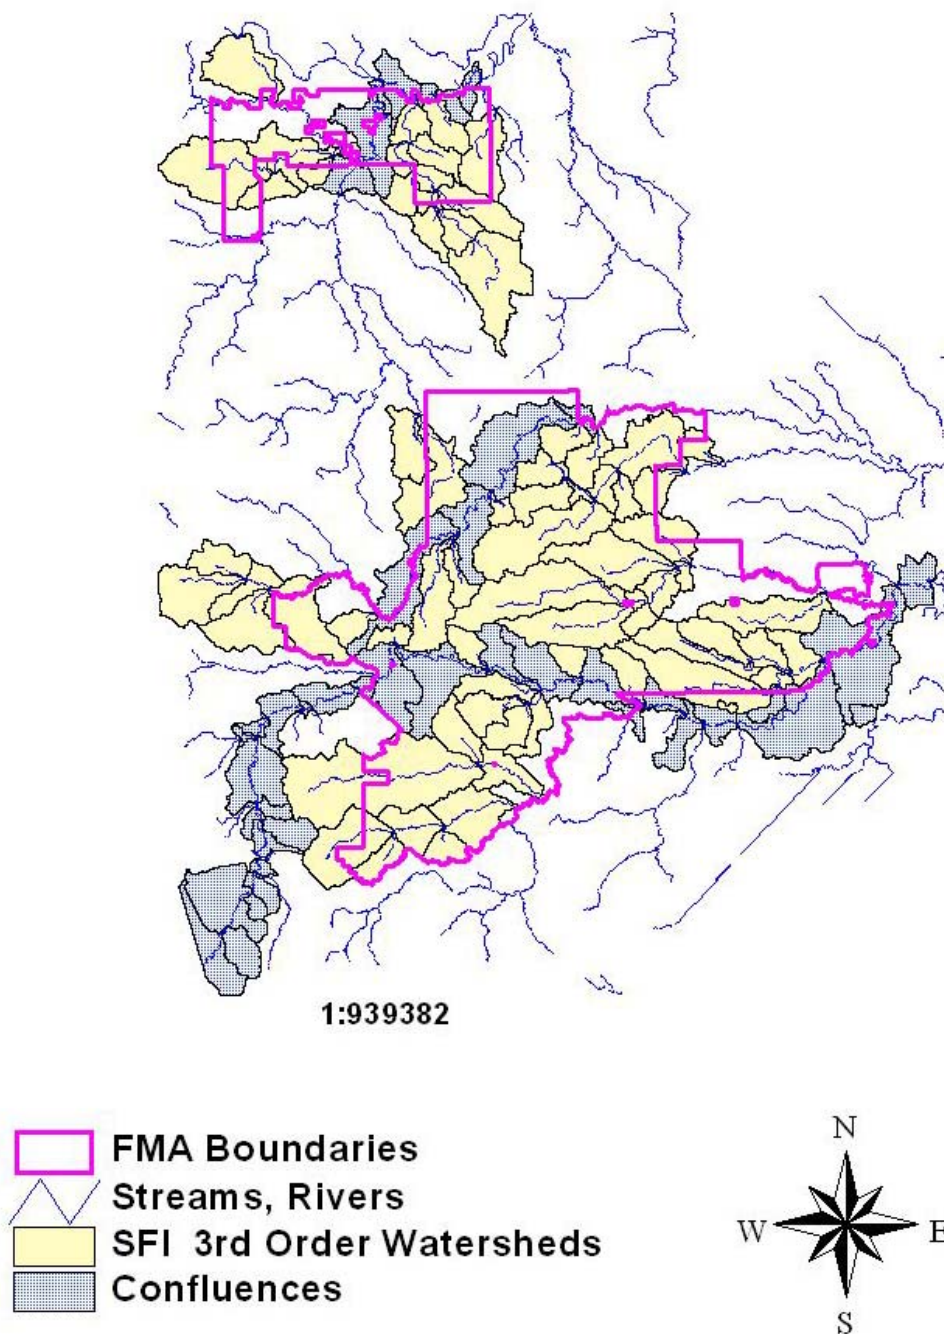 1:939382
FMA Boundaries
Streams, Rivers
SFI 3rd Order Watersheds
Confluences
N
W
E
S